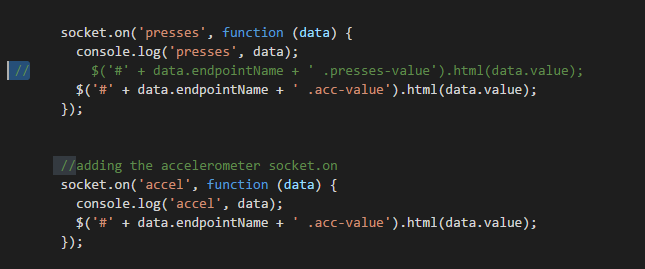 socket.on('presses', function (data) {
console.log('presses', data);
// $('#' + data.endpointName + ' .presses-value').html(data.value);
$('#' + data.endpointName + ' .acc-value').html(data.value);
});
//adding the accelerometer socket.on
socket.on('accel', function (data) {
console.log('accel', data);
$('#' + data.endpointName + ' .acc-value').html(data.value);
});